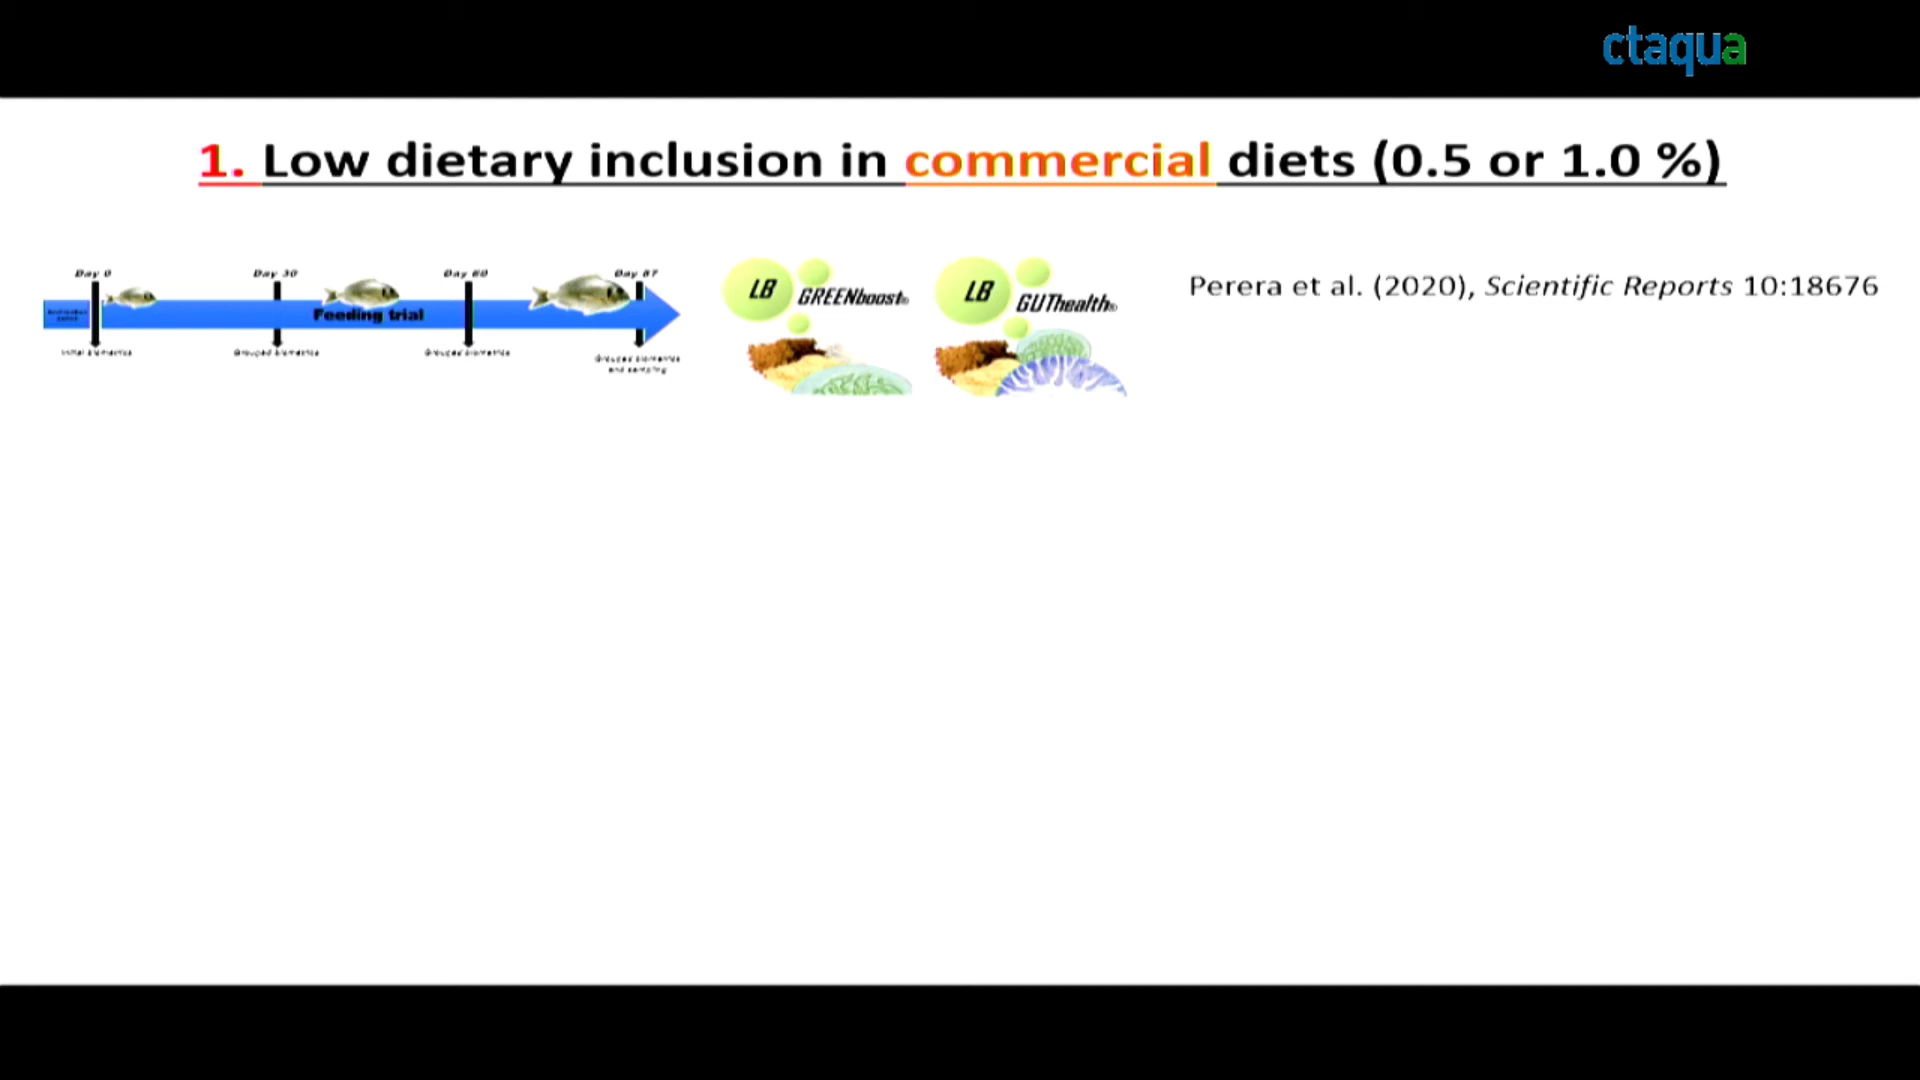 ctaqua
1. Low dietary inclusion in commercial diets (0.5 or 1.0 %)
Day 0
Day 30
Day 60
Day 87
Feeding trial
Initial biometrics
Grouped biometrics
Grouped biometrics
Grouped biometrics
and sampling
LB GREENboost®
LB GUThealth®
Perera et al. (2020), Scientific Reports 10:18676